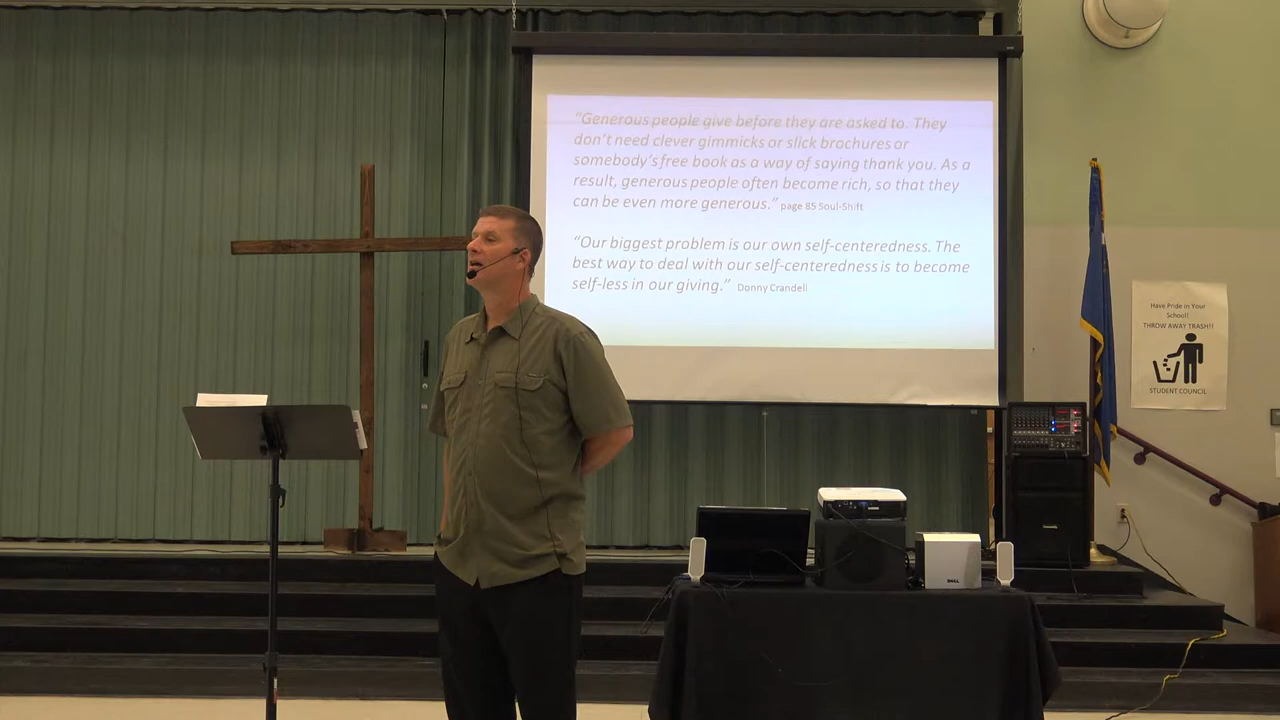 "Generous people give before they are asked to. They
don't need clever gimmicks or slick brochures or
somebody's free book as a way of saying thank you. As a
result, generous people often become rich, so that they
can be even more generous." page 85 Soul-Shift
"Our biggest problem is our own self-centeredness. The
best way to deal with our self-centeredness is to become
self-less in our giving." Donny Crandell
Have Pride in Your
School!!
THROW AWAY TRASH!!
STUDENT COUNCIL
DELL